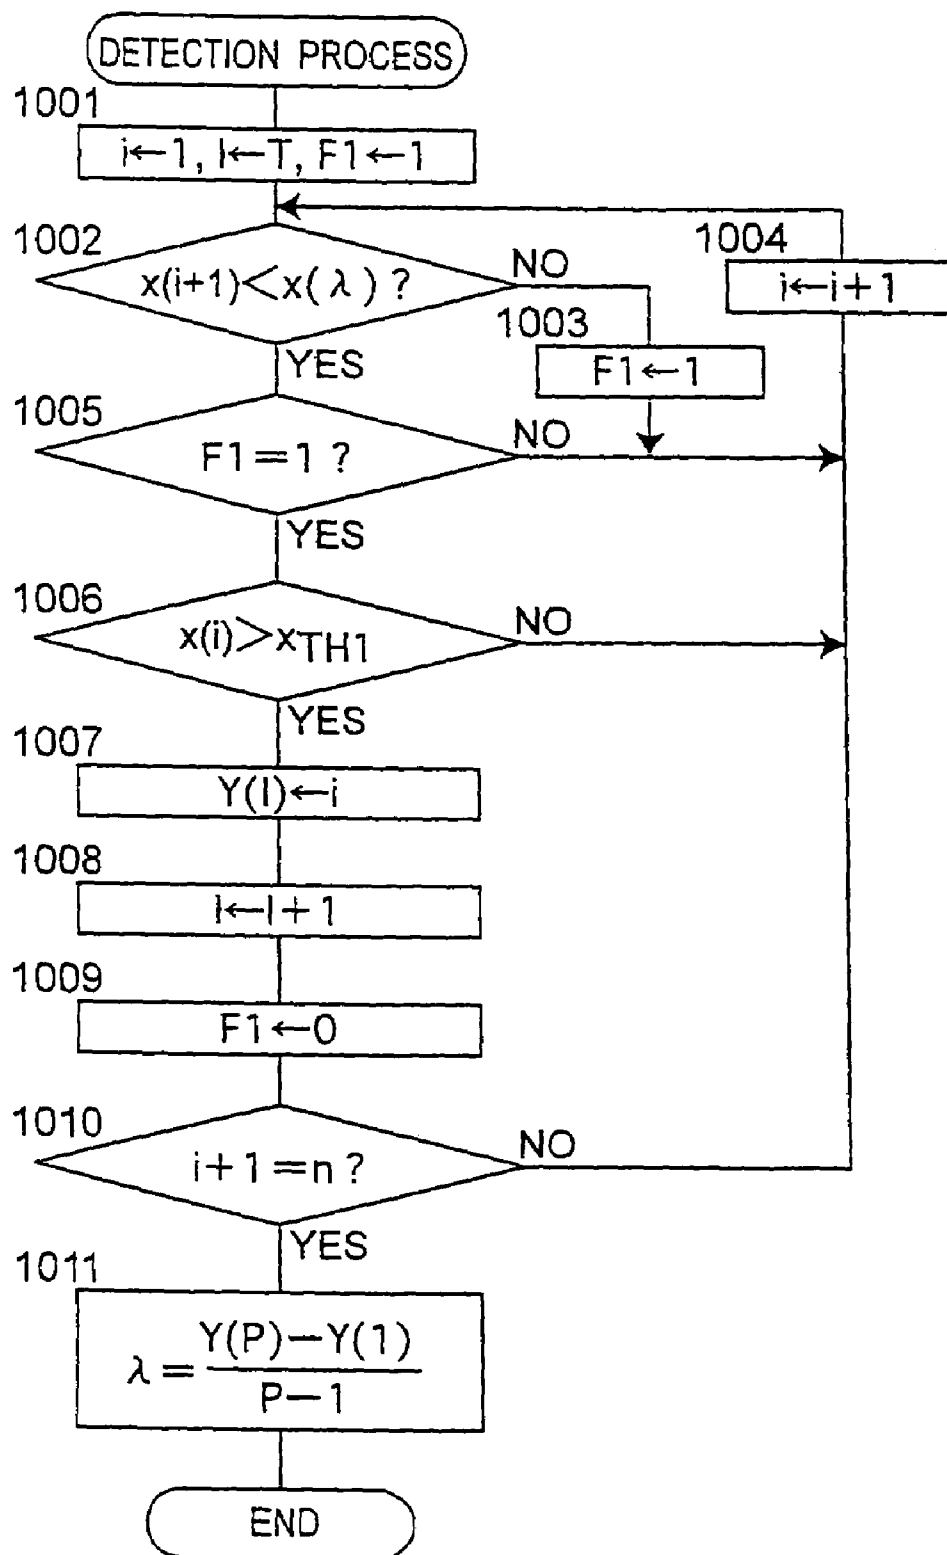 DETECTION PROCESS
1001
i←1, I←T, F1←1
1002
x(i+1)<x(λ)?
NO
1004
i←i+1
1003
F1←1
YES
1005
F1=1?
NO
YES
1006
x(i)>xTH1
NO
YES
1007
Y(I)←i
1008
I←I+1
1009
F1←0
1010
i+1=n?
NO
YES
1011
λ=Y(P)−Y(1)
P−1
END